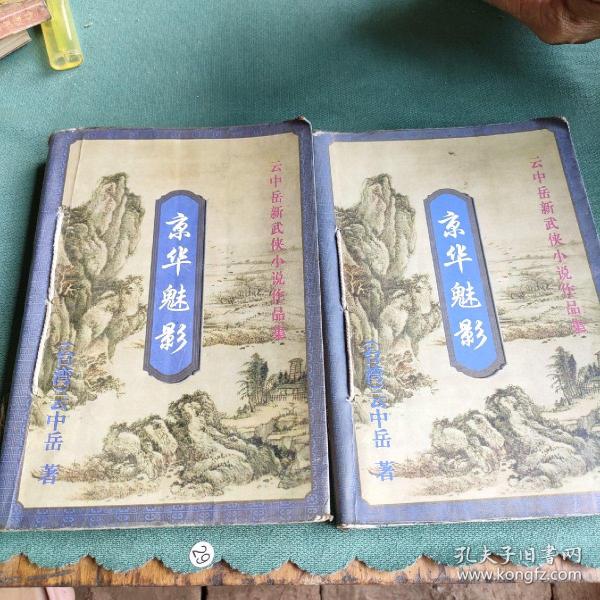 云中岳新武侠小说作品集
京华魅影
（台湾）云中岳 著
云中岳新武侠小说作品集
京华魅影
（台湾）云中岳 著
29
孔夫子旧书网
www.kongfz.com